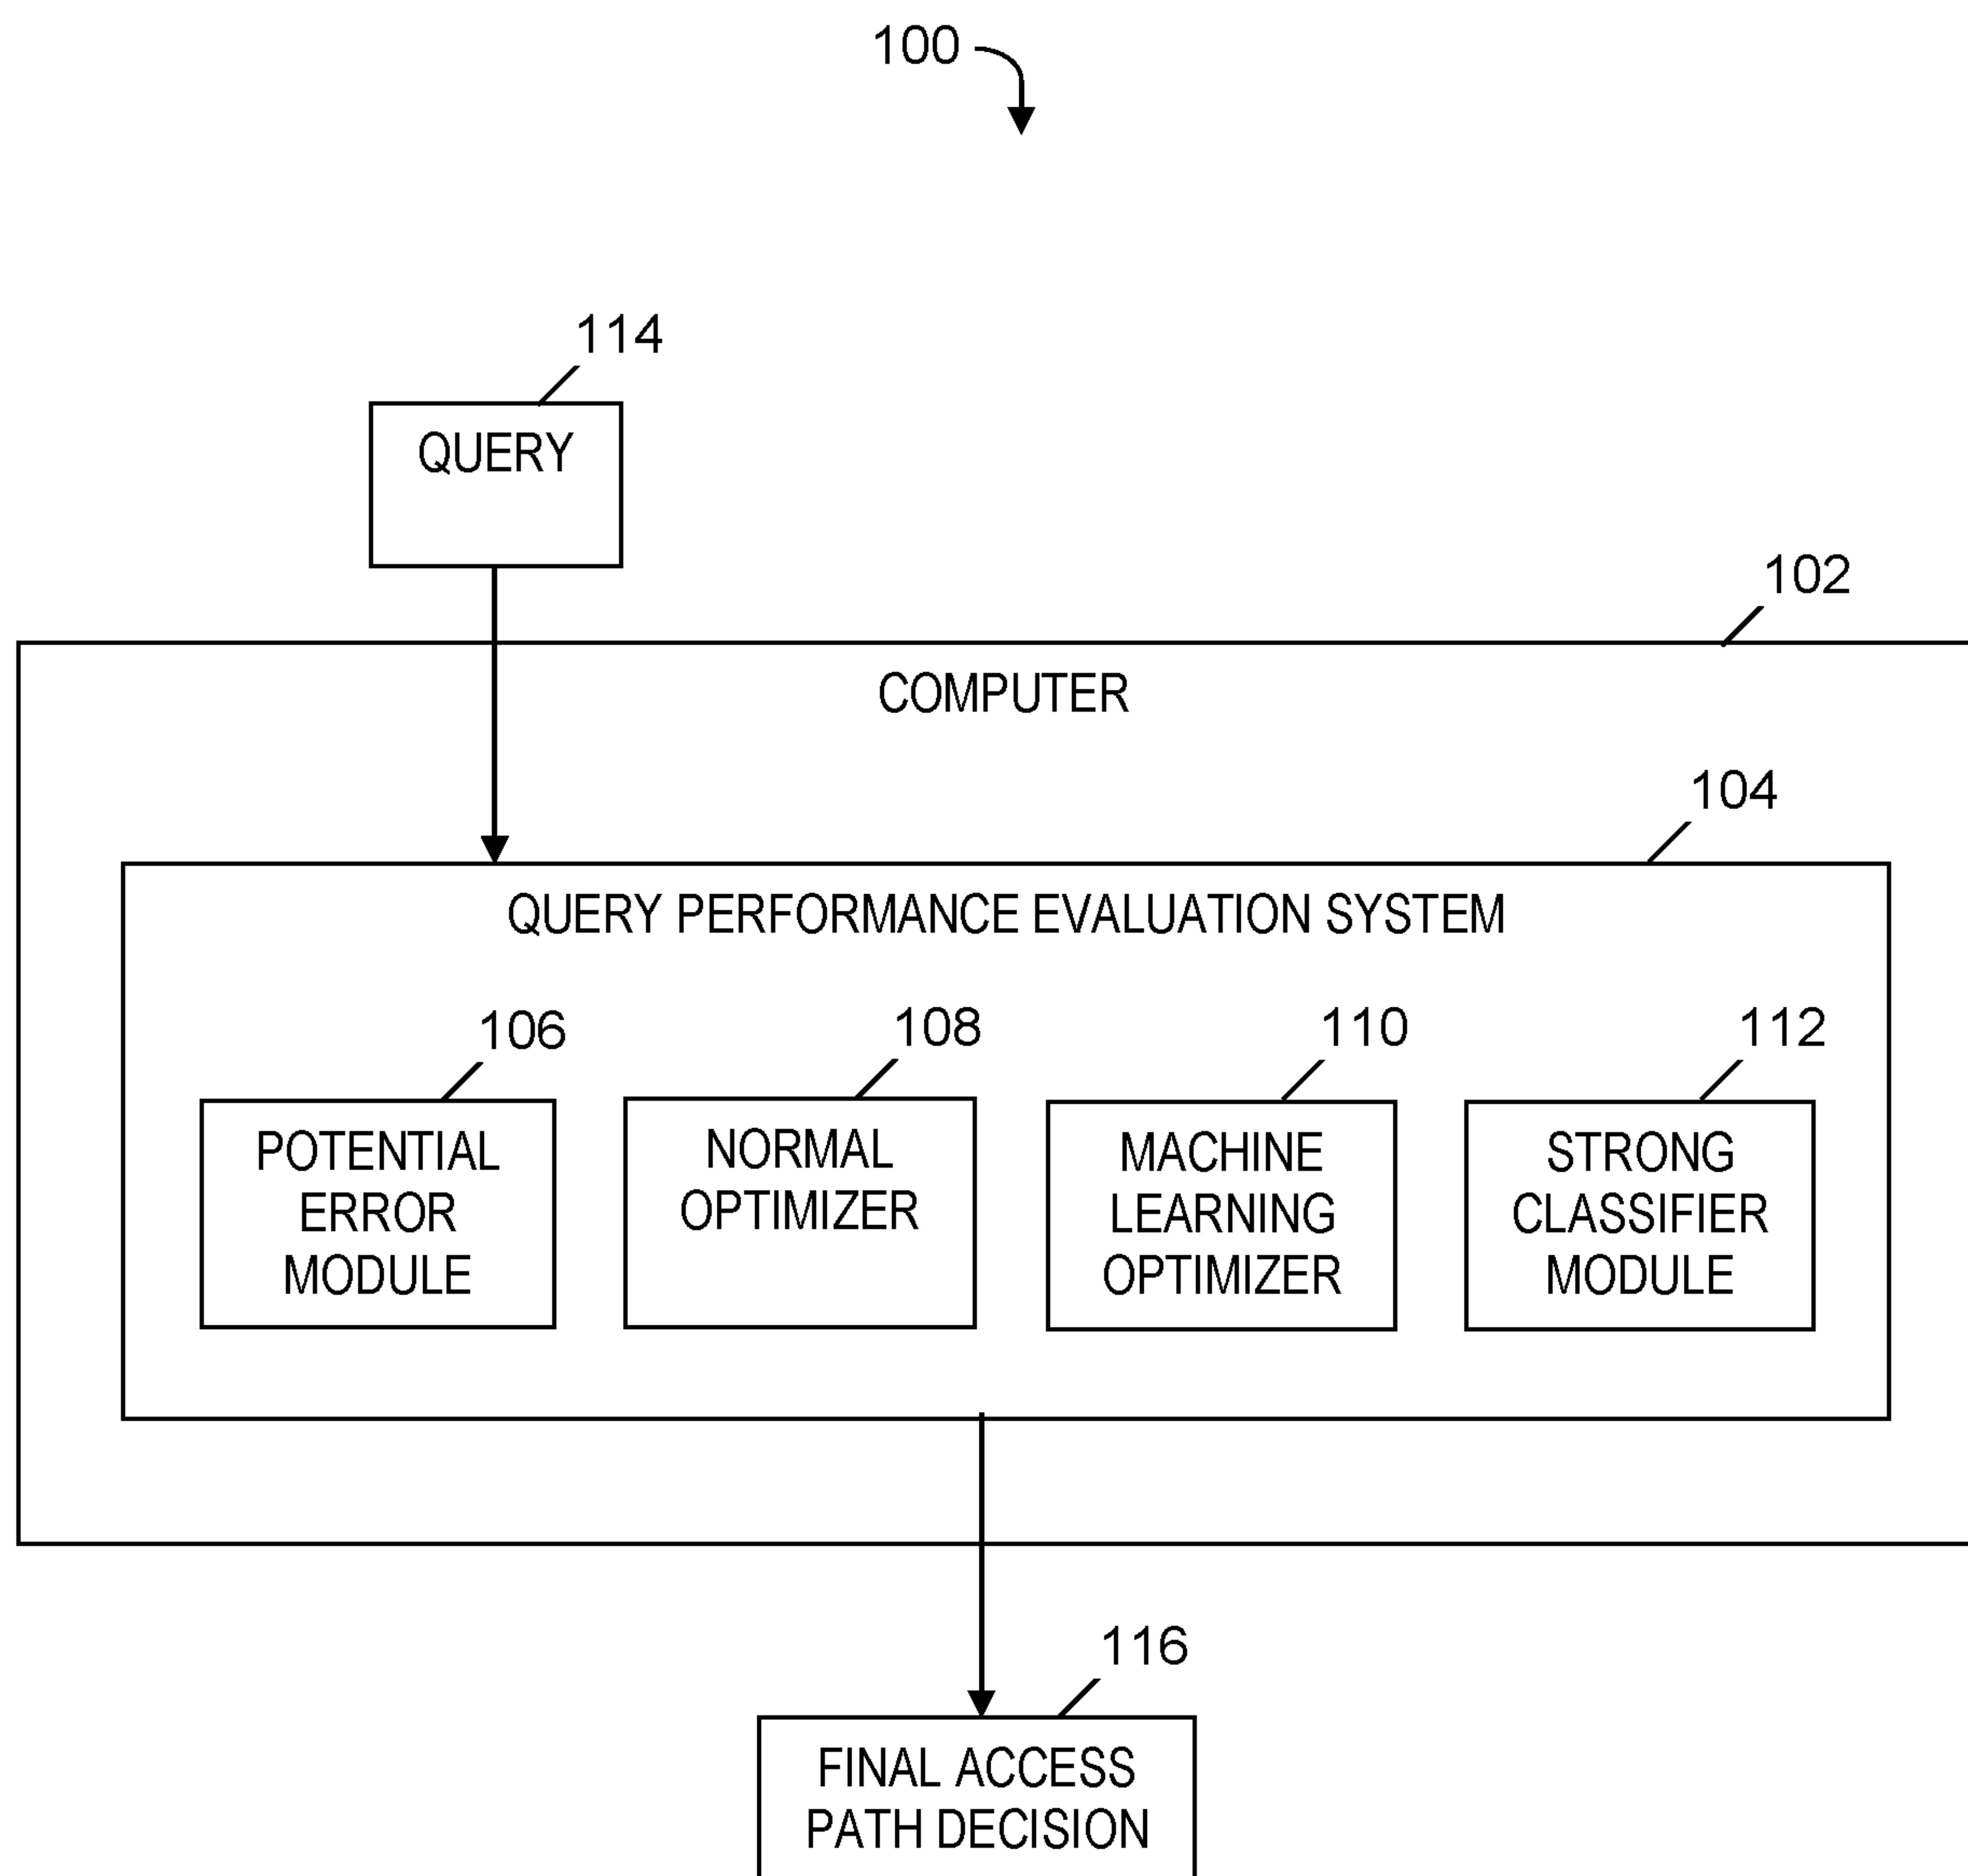 100
114
QUERY
102
COMPUTER
104
QUERY PERFORMANCE EVALUATION SYSTEM
106
108
110
112
POTENTIAL
ERROR
MODULE
NORMAL
OPTIMIZER
MACHINE
LEARNING
OPTIMIZER
STRONG
CLASSIFIER
MODULE
116
FINAL ACCESS
PATH DECISION